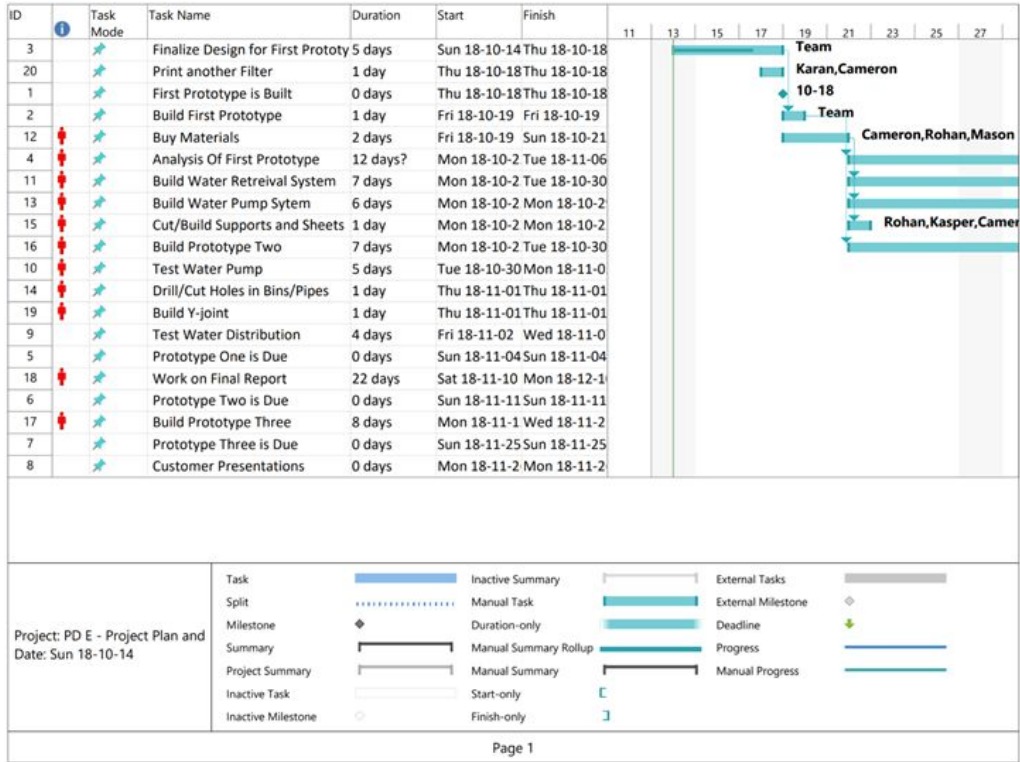 ID Task Mode Task Name Duration Start Finish
11 13 15 17 19 21 23 25 27
3 Finalize Design for First Prototy 5 days Sun 18-10-14 Thu 18-10-18 Team
20 Print another Filter 1 day Thu 18-10-18 Thu 18-10-18 Karan,Cameron
1 First Prototype is Built 0 days Thu 18-10-18 Thu 18-10-18 10-18
2 Build First Prototype 1 day Fri 18-10-19 Fri 18-10-19 Team
12 Buy Materials 2 days Fri 18-10-19 Sun 18-10-21 Cameron,Rohan,Mason
4 Analysis Of First Prototype 12 days? Mon 18-10-2 Tue 18-11-06
11 Build Water Retreival System 7 days Mon 18-10-2 Tue 18-10-30
13 Build Water Pump Sytem 6 days Mon 18-10-2 Mon 18-10-2
15 Cut/Build Supports and Sheets 1 day Mon 18-10-2 Mon 18-10-2 Rohan,Kasper,Camer
16 Build Prototype Two 7 days Mon 18-10-2 Tue 18-10-30
10 Test Water Pump 5 days Tue 18-10-30 Mon 18-11-0
14 Drill/Cut Holes in Bins/Pipes 1 day Thu 18-11-01 Thu 18-11-01
19 Build Y-joint 1 day Thu 18-11-01 Thu 18-11-01
9 Test Water Distribution 4 days Fri 18-11-02 Wed 18-11-0
5 Prototype One is Due 0 days Sun 18-11-04 Sun 18-11-04
18 Work on Final Report 22 days Sat 18-11-10 Mon 18-12-1
6 Prototype Two is Due 0 days Sun 18-11-11 Sun 18-11-11
17 Build Prototype Three 8 days Mon 18-11-1 Wed 18-11-2
7 Prototype Three is Due 0 days Sun 18-11-25 Sun 18-11-25
8 Customer Presentations 0 days Mon 18-11-2 Mon 18-11-2
Project: PD E - Project Plan and
Date: Sun 18-10-14
Task Inactive Summary External Tasks
Split Manual Task External Milestone
Milestone Duration-only Deadline
Summary Manual Summary Rollup Progress
Project Summary Manual Summary Manual Progress
Inactive Task Start-only
Inactive Milestone Finish-only
Page 1